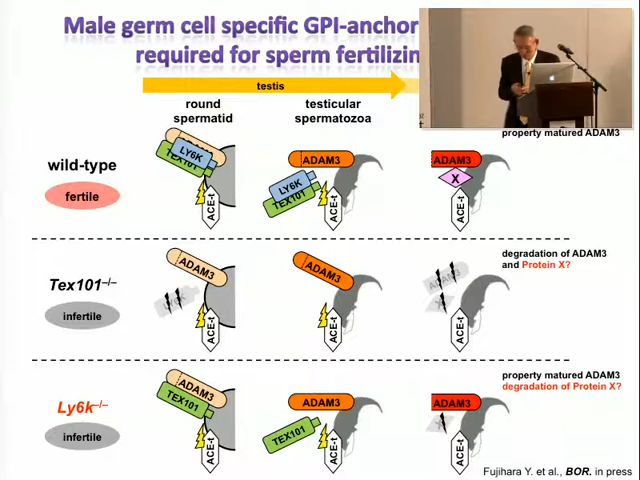 Male germ cell specific GPI-anchor
required for sperm fertilizin
testis
round
spermatid
testicular
spermatozoa
property matured ADAM3
wild-type
fertile
LY6K
TEX101
ACE-t
ADAM3
LY6K
TEX101
ACE-t
ADAM3
X
ACE-t
Tex101–/–
infertile
ADAM3
ACE-t
ADAM3
ACE-t
ACE-t
degradation of ADAM3
and Protein X?
Ly6k–/–
infertile
ADAM3
TEX101
ACE-t
ADAM3
TEX101
ACE-t
ADAM3
ACE-t
property matured ADAM3
degradation of Protein X?
Fujihara Y. et al., BOR. in press